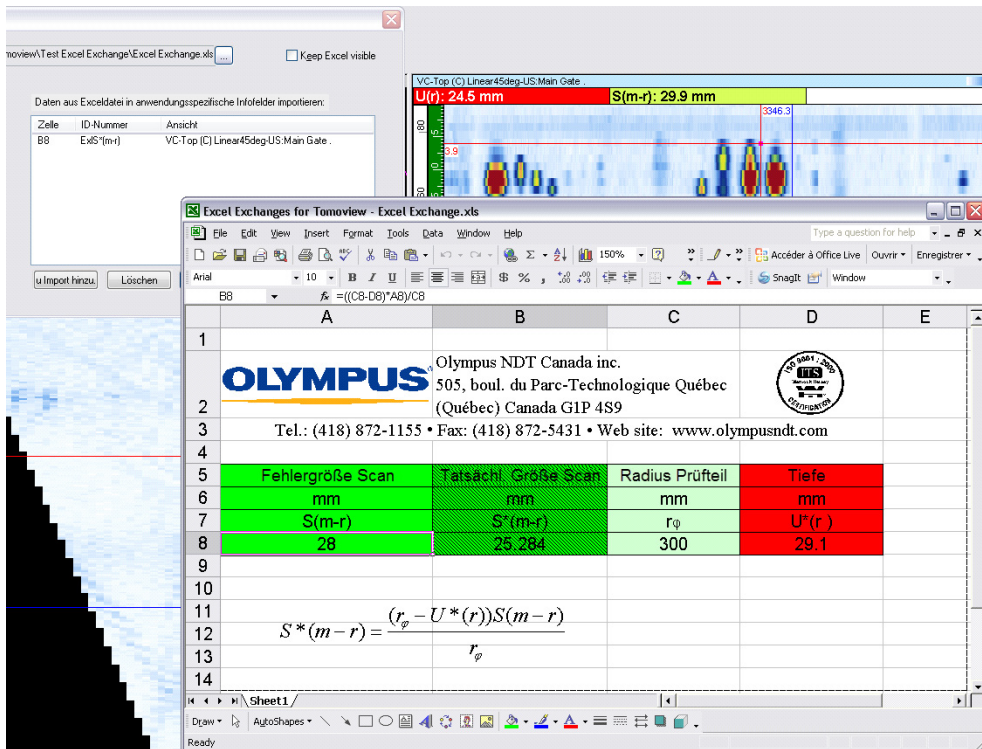 moview\Test Excel Exchange\Excel Exchange.xls ...
Keep Excel visible
Daten aus Exceldatei in anwendungsspezifische Infofelder importieren:
Zelle ID-Nummer Ansicht
B8 ExlS*(m-r) VC-Top (C) Linear45deg-US:Main Gate .
u Import hinzu.
Löschen
VC-Top (C) Linear45deg-US:Main Gate
U(r): 24.5 mm S(m-r): 29.9 mm
3346.3
3.9
Excel Exchanges for Tomoview - Excel Exchange.xls
File Edit View Insert Format Tools Data Window Help
Type a question for help
150%
Accéder à Office Live Ouvrir Enregistrer
Arial 10 B I U $ % ,
SnagIt Window
B8 fx =((C8-D8)*A8)/C8
A B C D E
1
OLYMPUS
Olympus NDT Canada inc.
505, boul. du Parc-Technologique Québec
(Québec) Canada G1P 4S9
ISO 9001 : 2000
ITS
CERTIFICATION
2
3 Tel.: (418) 872-1155 • Fax: (418) 872-5431 • Web site: www.olympusndt.com
4
5 Fehlergröße Scan Tatsächl. Größe Scan Radius Prüfteil Tiefe
6 mm mm mm mm
7 S(m-r) S*(m-r) rφ U*(r )
8 28 25.284 300 29.1
9
10
11
12 S*(m−r) = (rφ − U*(r))S(m−r) / rφ
13
14
Sheet1
Draw AutoShapes
Ready